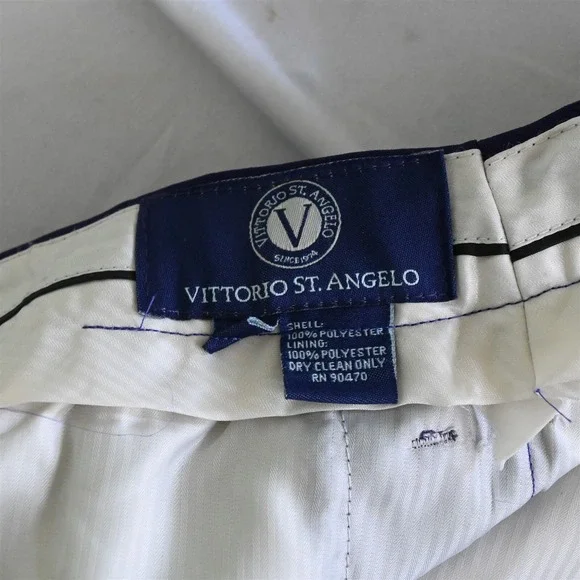 VITTORIO ST. ANGELO
V
SINCE 1974
VITTORIO ST. ANGELO
SHELL:
100% POLYESTER
LINING:
100% POLYESTER
DRY CLEAN ONLY
RN 90470